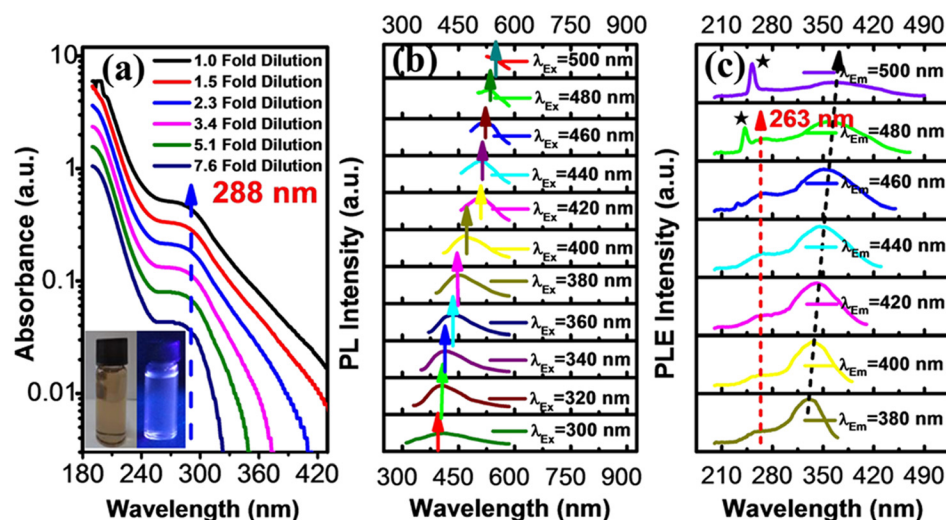 (a)
1.0 Fold Dilution
1.5 Fold Dilution
2.3 Fold Dilution
3.4 Fold Dilution
5.1 Fold Dilution
7.6 Fold Dilution
288 nm
10
1
0.1
0.01
Absorbance (a.u.)
180 240 300 360 420
Wavelength (nm)
300 450 600 750 900
(b)
λEx=500 nm
λEx=480 nm
λEx=460 nm
λEx=440 nm
λEx=420 nm
λEx=400 nm
λEx=380 nm
λEx=360 nm
λEx=340 nm
λEx=320 nm
λEx=300 nm
PL Intensity (a.u.)
300 450 600 750 900
Wavelength (nm)
210 280 350 420 490
(c)
λEm=500 nm
263 nm
λEm=480 nm
λEm=460 nm
λEm=440 nm
λEm=420 nm
λEm=400 nm
λEm=380 nm
PLE Intensity (a.u.)
210 280 350 420 490
Wavelength (nm)